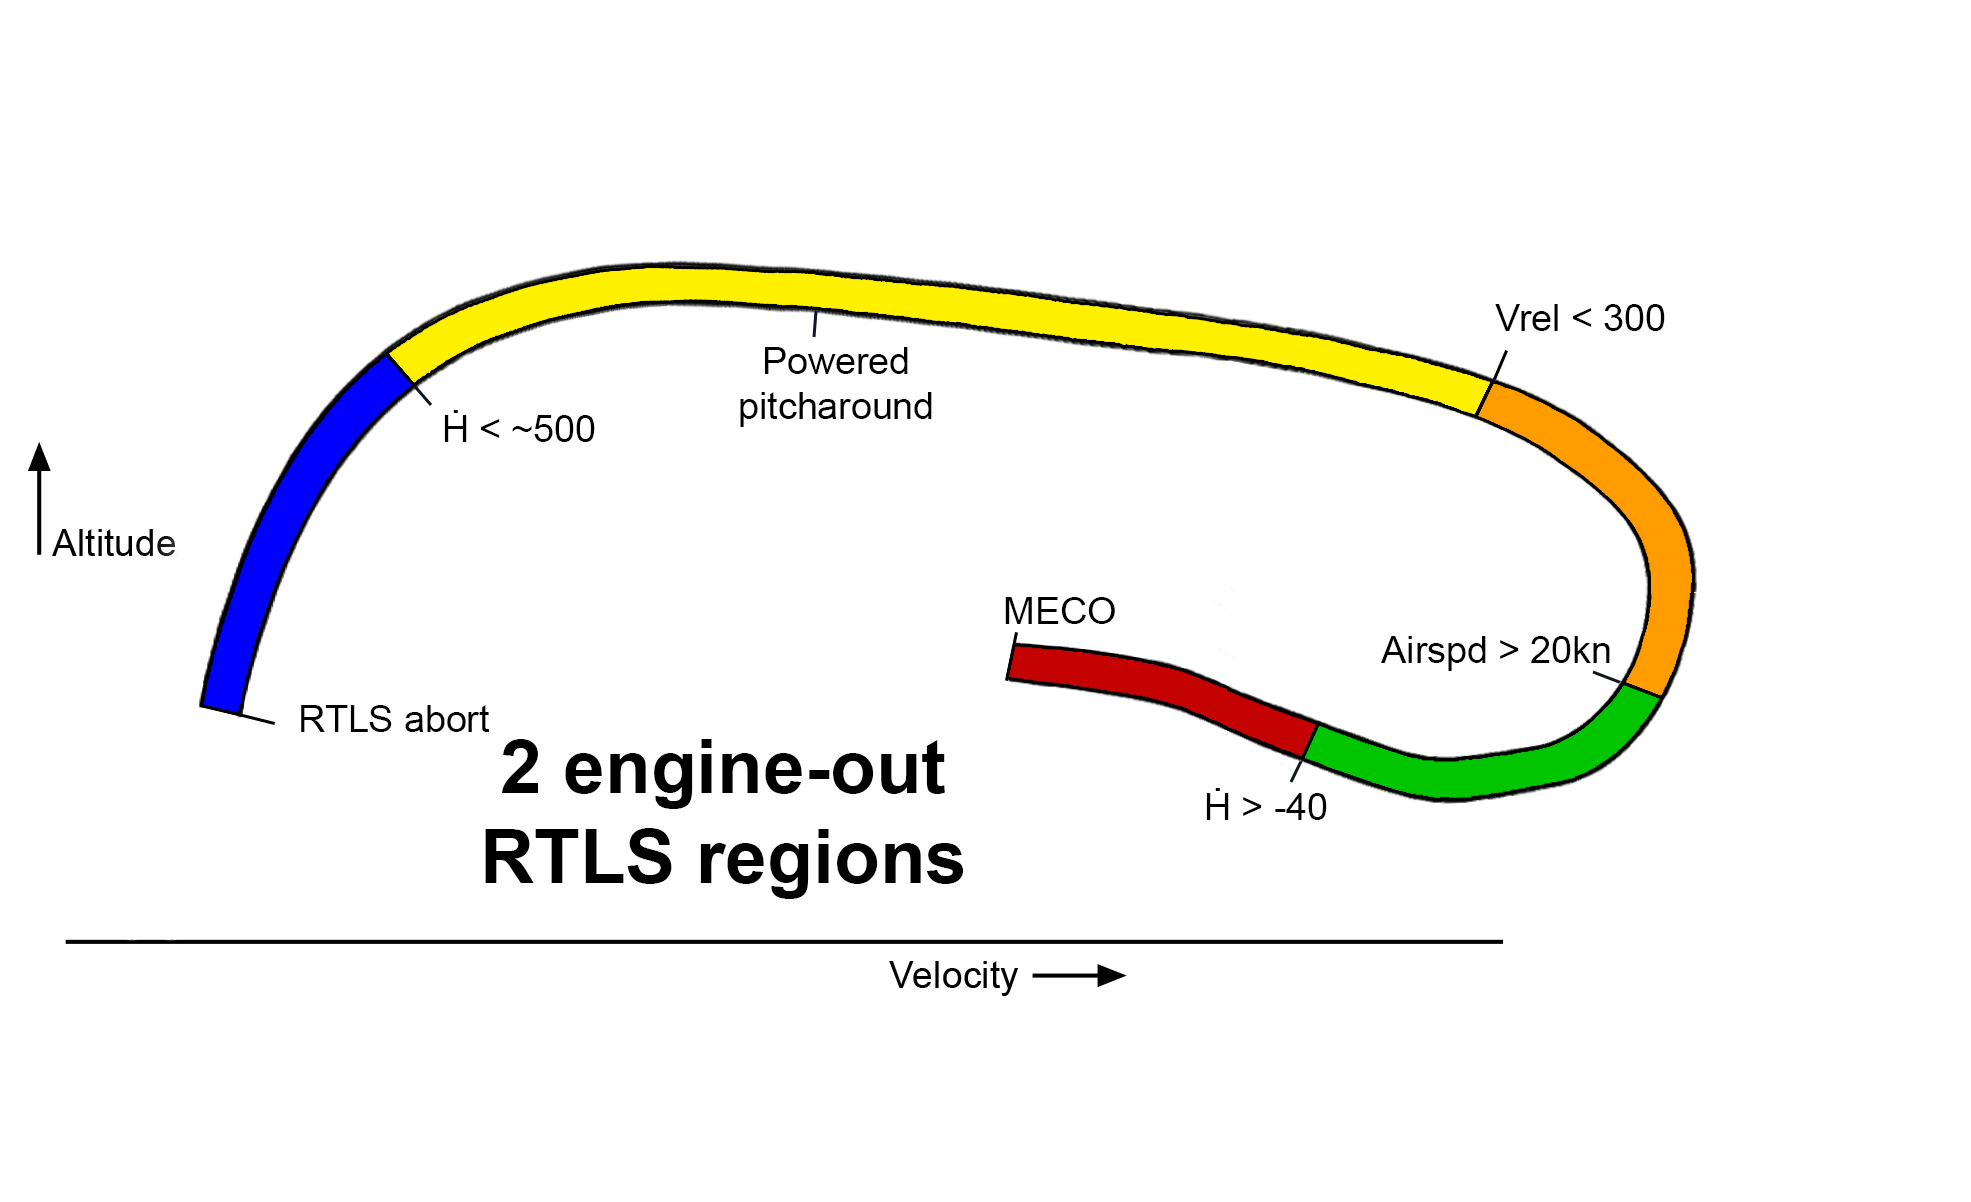 Vrel < 300
Powered
pitcharound
Ḣ < ~500
Altitude
MECO
Airspd > 20kn
RTLS abort
2 engine-out
RTLS regions
Ḣ > -40
Velocity